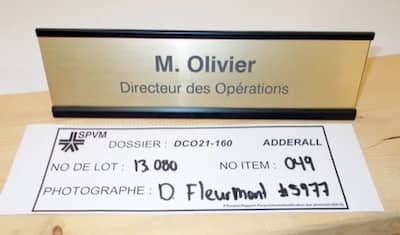 M. Olivier
Directeur des Opérations
SPVM
DOSSIER : DCO21-160 ADDERALL
NO DE LOT : 13.080 NO ITEM : 049
PHOTOGRAPHE : D. Fleurmont #5977